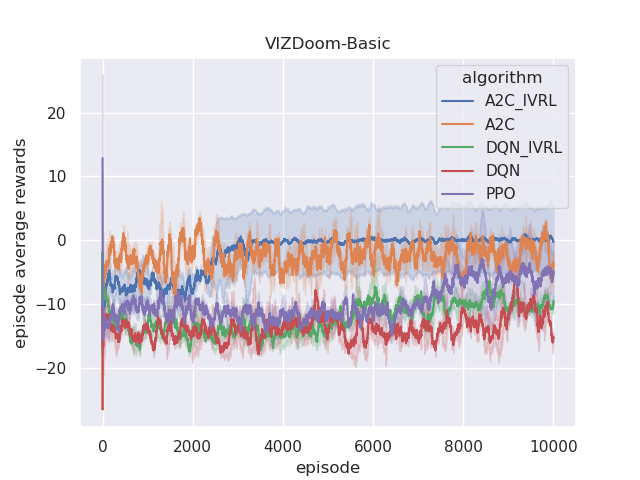 VIZDoom-Basic
algorithm
A2C_IVRL
A2C
DQN_IVRL
DQN
PPO
episode average rewards
20
10
0
−10
−20
0
2000
4000
6000
8000
10000
episode